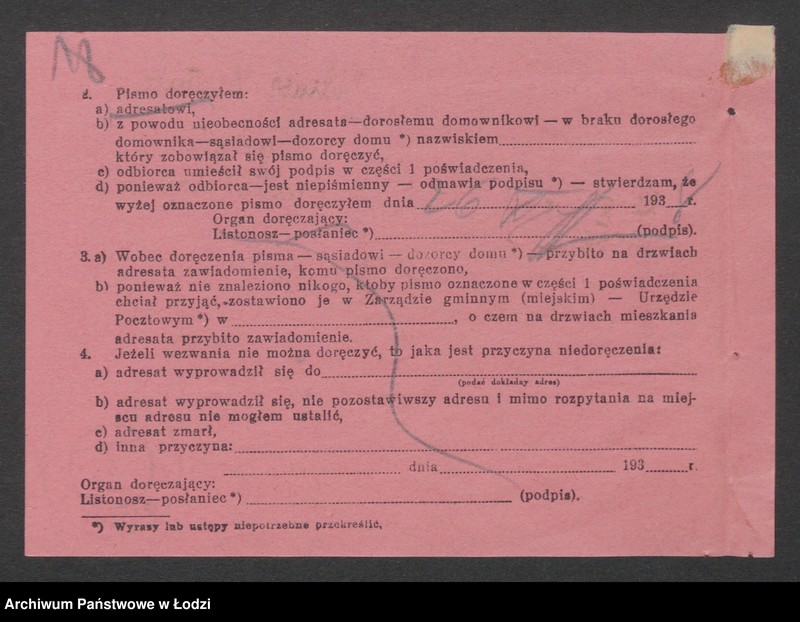 2. Pismo doręczyłem:
a) adresatowi,
b) z powodu nieobecności adresata—dorosłemu domownikowi — w braku dorosłego
domownika—sąsiadowi—dozorcy domu *) nazwiskiem
który zobowiązał się pismo doręczyć,
c) odbiorca umieścił swój podpis w części 1 poświadczenia,
d) ponieważ odbiorca—jest niepiśmienny — odmawia podpisu *) — stwierdzam, że
wyżej oznaczone pismo doręczyłem dnia 26 193 r.
Organ doręczający:
Listonosz—posłaniec *) (podpis).
3. a) Wobec doręczenia pisma — sąsiadowi — dozorcy domu *) — przybito na drzwiach
adresata zawiadomienie, komu pismo doręczono,
b) ponieważ nie znaleziono nikogo, ktoby pismo oznaczone w części 1 poświadczenia
chciał przyjąć, zostawiono je w Zarządzie gminnym (miejskim) — Urzędzie
Pocztowym *) w , o czem na drzwiach mieszkania
adresata przybito zawiadomienie.
4. Jeżeli wezwania nie można doręczyć, to jaka jest przyczyna niedoręczenia:
a) adresat wyprowadził się do
(podać dokładny adres)
b) adresat wyprowadził się, nie pozostawiwszy adresu i mimo rozpytania na miej-
scu adresu nie mogłem ustalić,
c) adresat zmarł,
d) inna przyczyna:
dnia 193 r.
Organ doręczający:
Listonosz—posłaniec *) (podpis).
*) Wyrazy lub ustępy niepotrzebne przekreślić,
Archiwum Państwowe w Łodzi